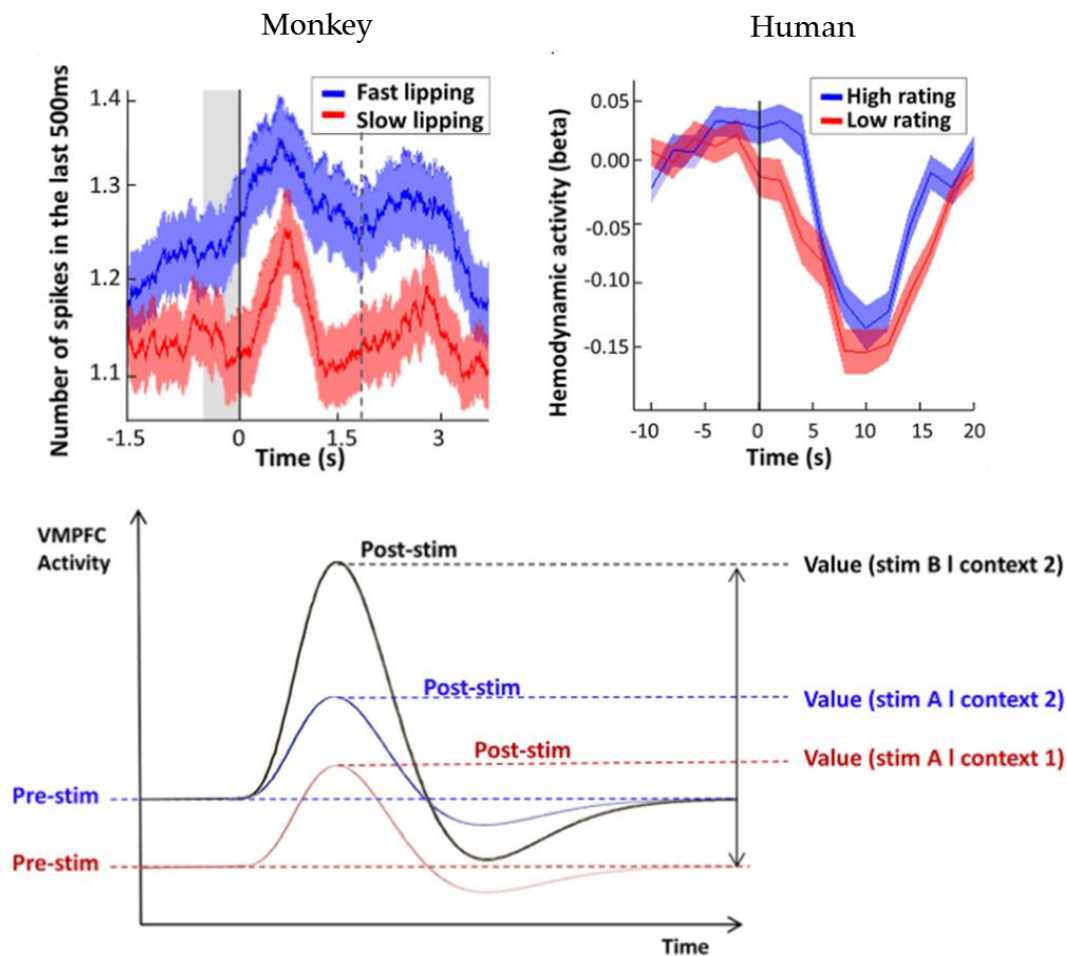 Monkey
Human
Number of spikes in the last 500ms
1.4
1.3
1.2
1.1
Fast lipping
Slow lipping
-1.5
0
1.5
3
Time (s)
Hemodynamic activity (beta)
0.05
0.00
-0.05
-0.10
-0.15
High rating
Low rating
-10
-5
0
5
10
15
20
Time (s)
VMPFC
Activity
Post-stim
Value (stim B l context 2)
Post-stim
Value (stim A l context 2)
Post-stim
Value (stim A l context 1)
Pre-stim
Pre-stim
Time